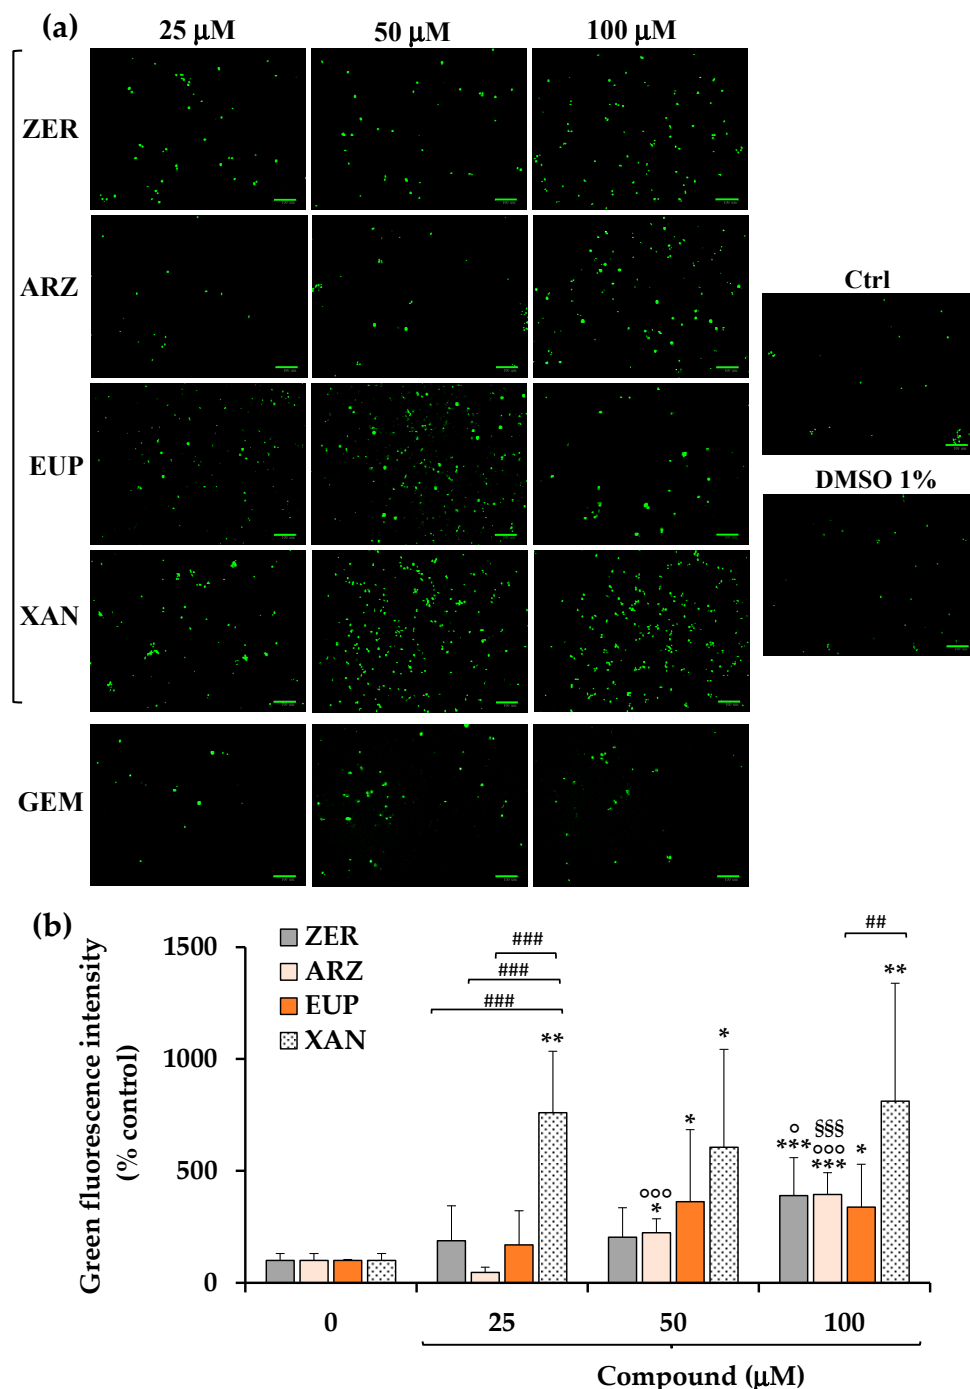 (a)
25 μM 50 μM 100 μM
ZER
ARZ
Ctrl
DMSO 1%
EUP
XAN
GEM
(b)
Green fluorescence intensity
(% control)
1500
1000
500
0
ZER
ARZ
EUP
XAN
###
###
###
**
°°°
*
*
*
##
°
***
§§§
°°°
***
*
**
0 25 50 100
Compound (μM)